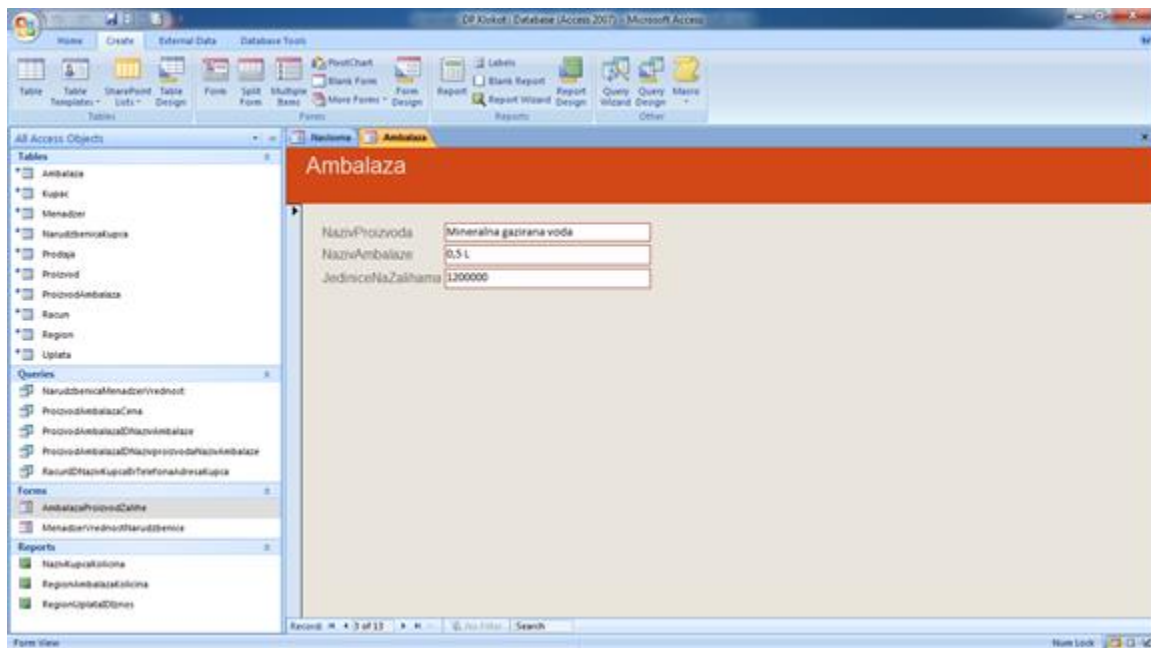 DP Klokot : Database (Access 2007) - Microsoft Access
Home Create External Data Database Tools
Table
Table Templates
SharePoint Lists
Table Design
Tables
Form
Split Form
Multiple Items
PivotChart
Blank Form
More Forms
Form Design
Forms
Report
Labels
Blank Report
Report Wizard
Report Design
Reports
Query Wizard
Query Design
Macro
Other
All Access Objects
Tables
Ambalaza
Kupac
Menadzer
NarudzbenicaKupca
Prodaja
Proizvod
ProizvodAmbalaza
Racun
Region
Uplata
Queries
NarudzbenicaMenadzerVrednost
ProizvodAmbalazaCena
ProizvodAmbalazaIDNazivAmbalaze
ProizvodAmbalazaIDNazivproizvodaNazivAmbalaze
RacunIDNazivKupcaBrTelefonaAdresaKupca
Forms
AmbalazaProizvodZalihe
MenadzerVrednostNarudzbenice
Reports
NazivKupcaKolicina
RegionAmbalazaKolicina
RegionUplataIDIznos
Naslovna Ambalaza
Ambalaza
NazivProizvoda Mineralna gazirana voda
NazivAmbalaze 0,5 L
JediniceNaZalihama 1200000
Record: 3 of 13 No Filter Search
Form View Num Lock